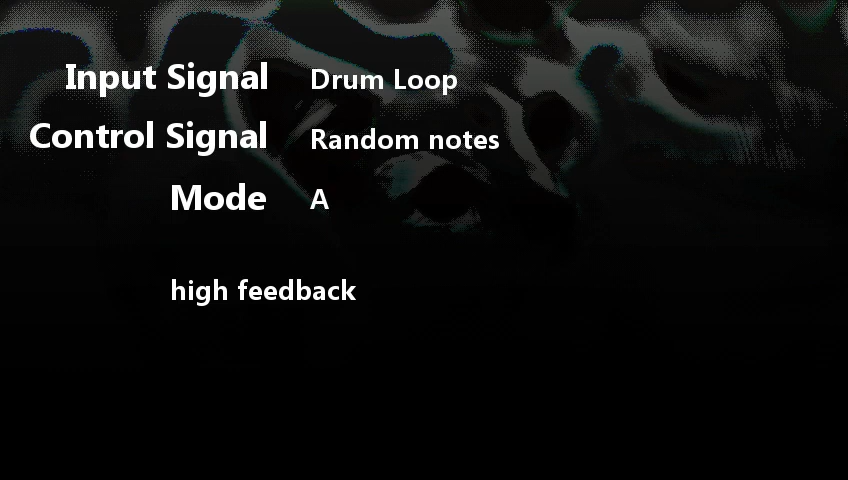 Input Signal Drum Loop
Control Signal Random notes
Mode A
high feedback